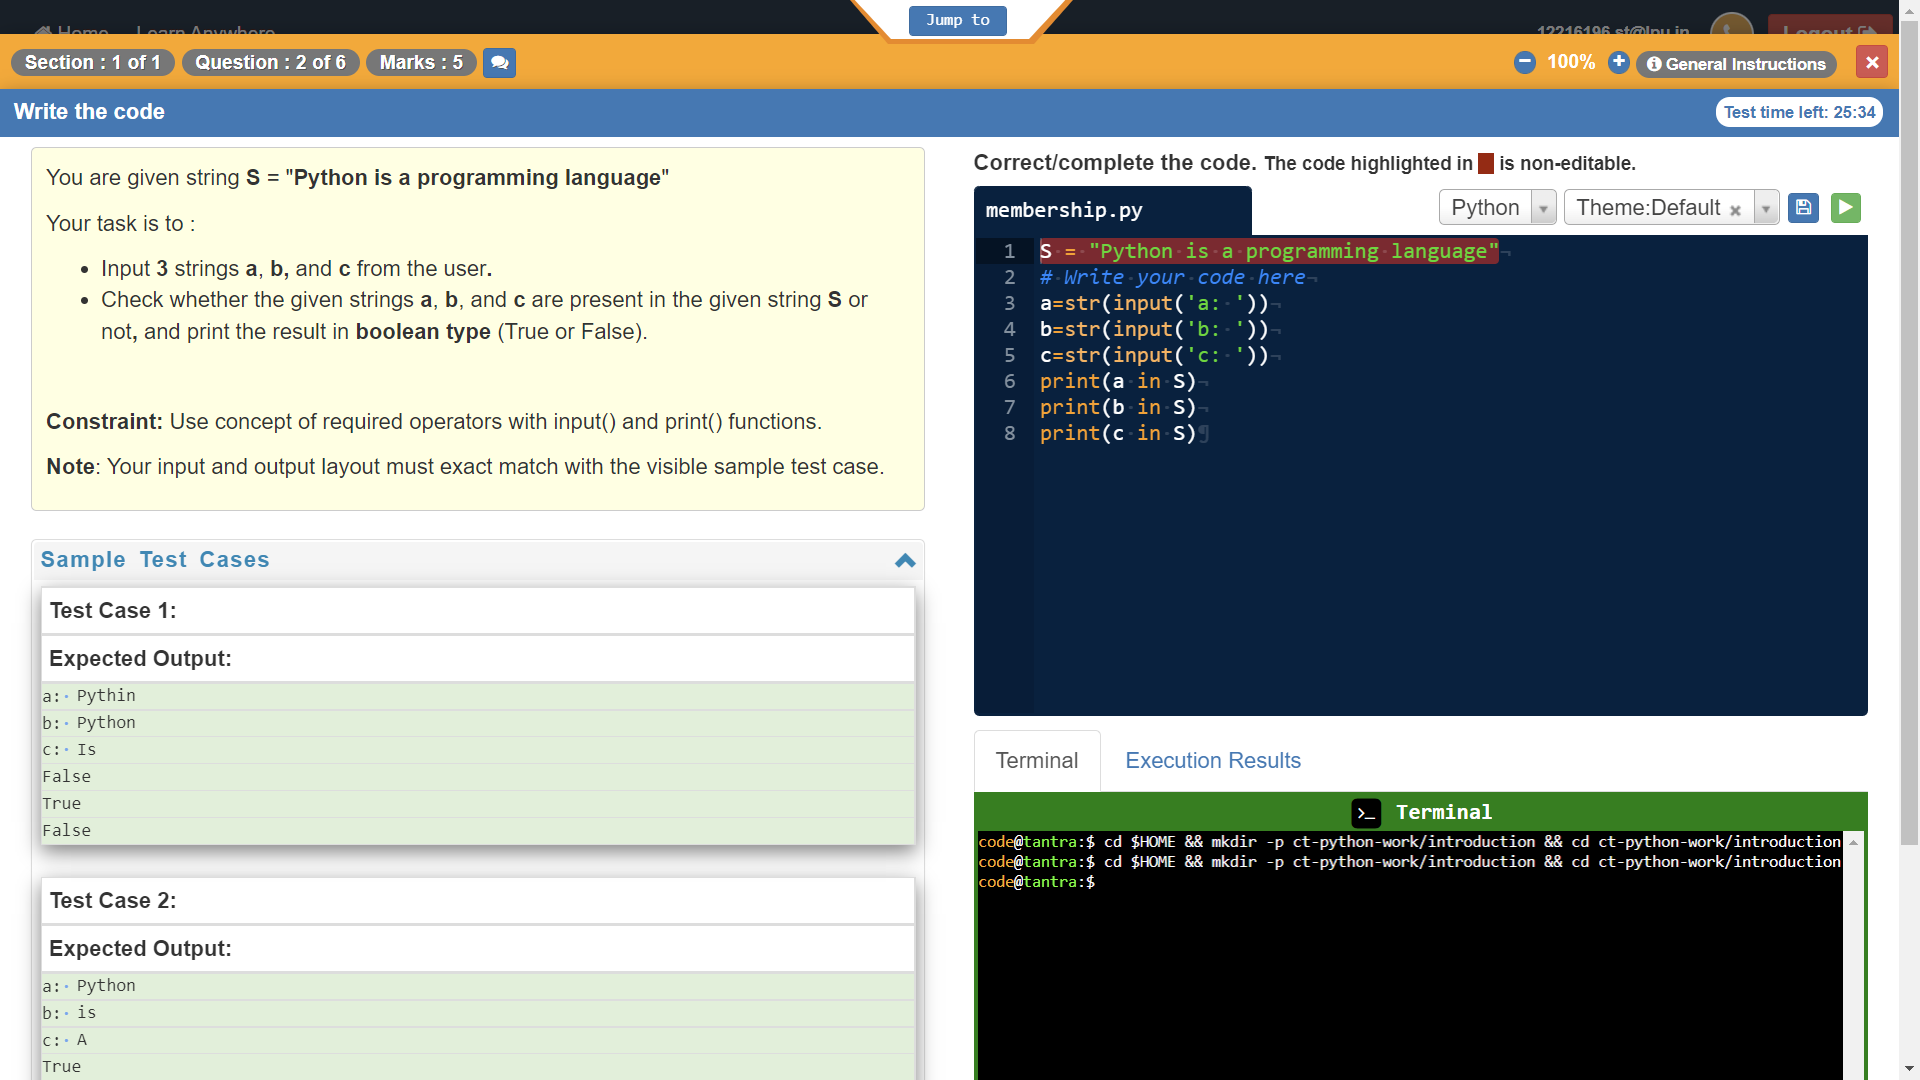 Jump to
Home Learn Anywhere 12216196.st@lpu.in Logout
Section : 1 of 1 Question : 2 of 6 Marks : 5 100% General Instructions
Write the code Test time left: 25:34
You are given string S = "Python is a programming language"
Your task is to :
Input 3 strings a, b, and c from the user.
Check whether the given strings a, b, and c are present in the given string S or
not, and print the result in boolean type (True or False).
Constraint: Use concept of required operators with input() and print() functions.
Note: Your input and output layout must exact match with the visible sample test case.
Sample Test Cases
Test Case 1:
Expected Output:
a: Pythin
b: Python
c: Is
False
True
False
Test Case 2:
Expected Output:
a: Python
b: is
c: A
True
Correct/complete the code. The code highlighted in is non-editable.
membership.py Python Theme:Default
1 S = "Python is a programming language"
2 # Write your code here
3 a=str(input('a: '))
4 b=str(input('b: '))
5 c=str(input('c: '))
6 print(a in S)
7 print(b in S)
8 print(c in S)
Terminal Execution Results
>_ Terminal
code@tantra:$ cd $HOME && mkdir -p ct-python-work/introduction && cd ct-python-work/introduction
code@tantra:$ cd $HOME && mkdir -p ct-python-work/introduction && cd ct-python-work/introduction
code@tantra:$